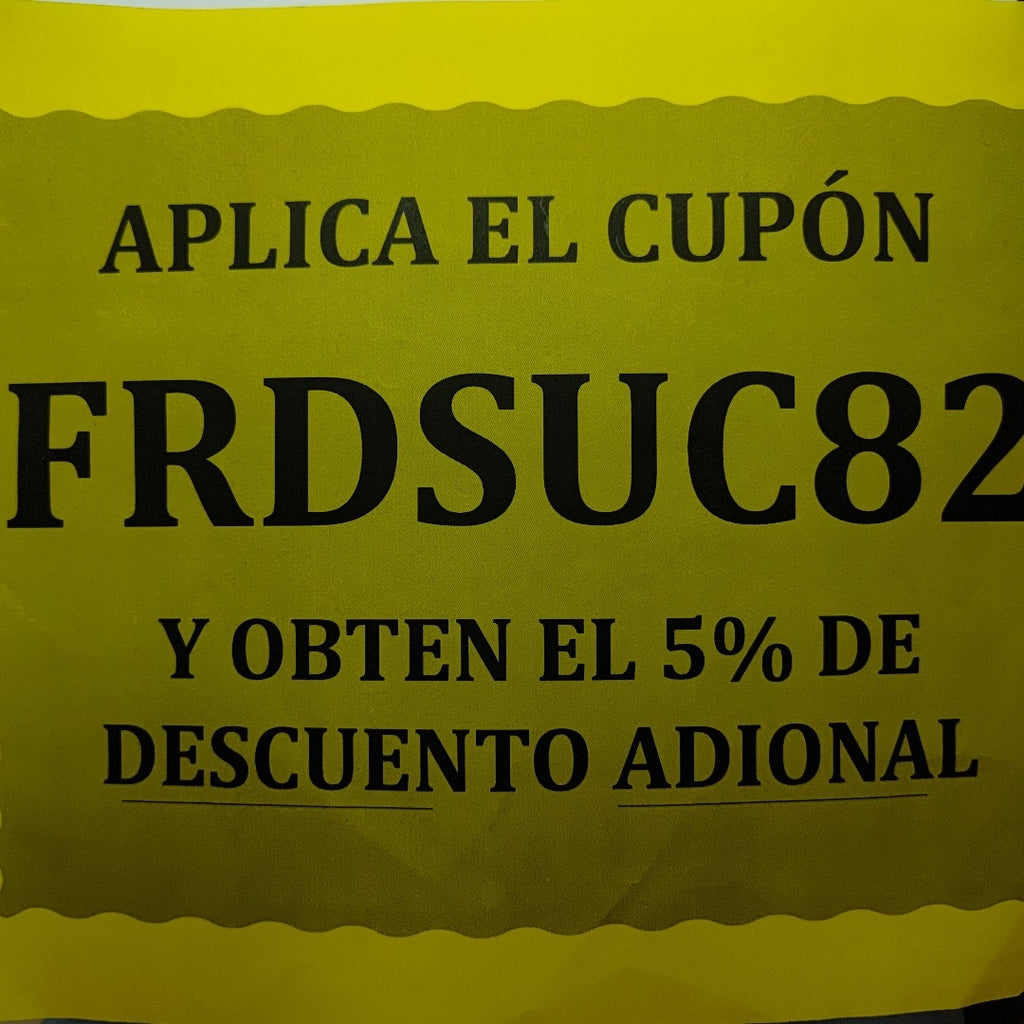 APLICA EL CUPÓN
FRDSUC82
Y OBTEN EL 5% DE
DESCUENTO ADIONAL